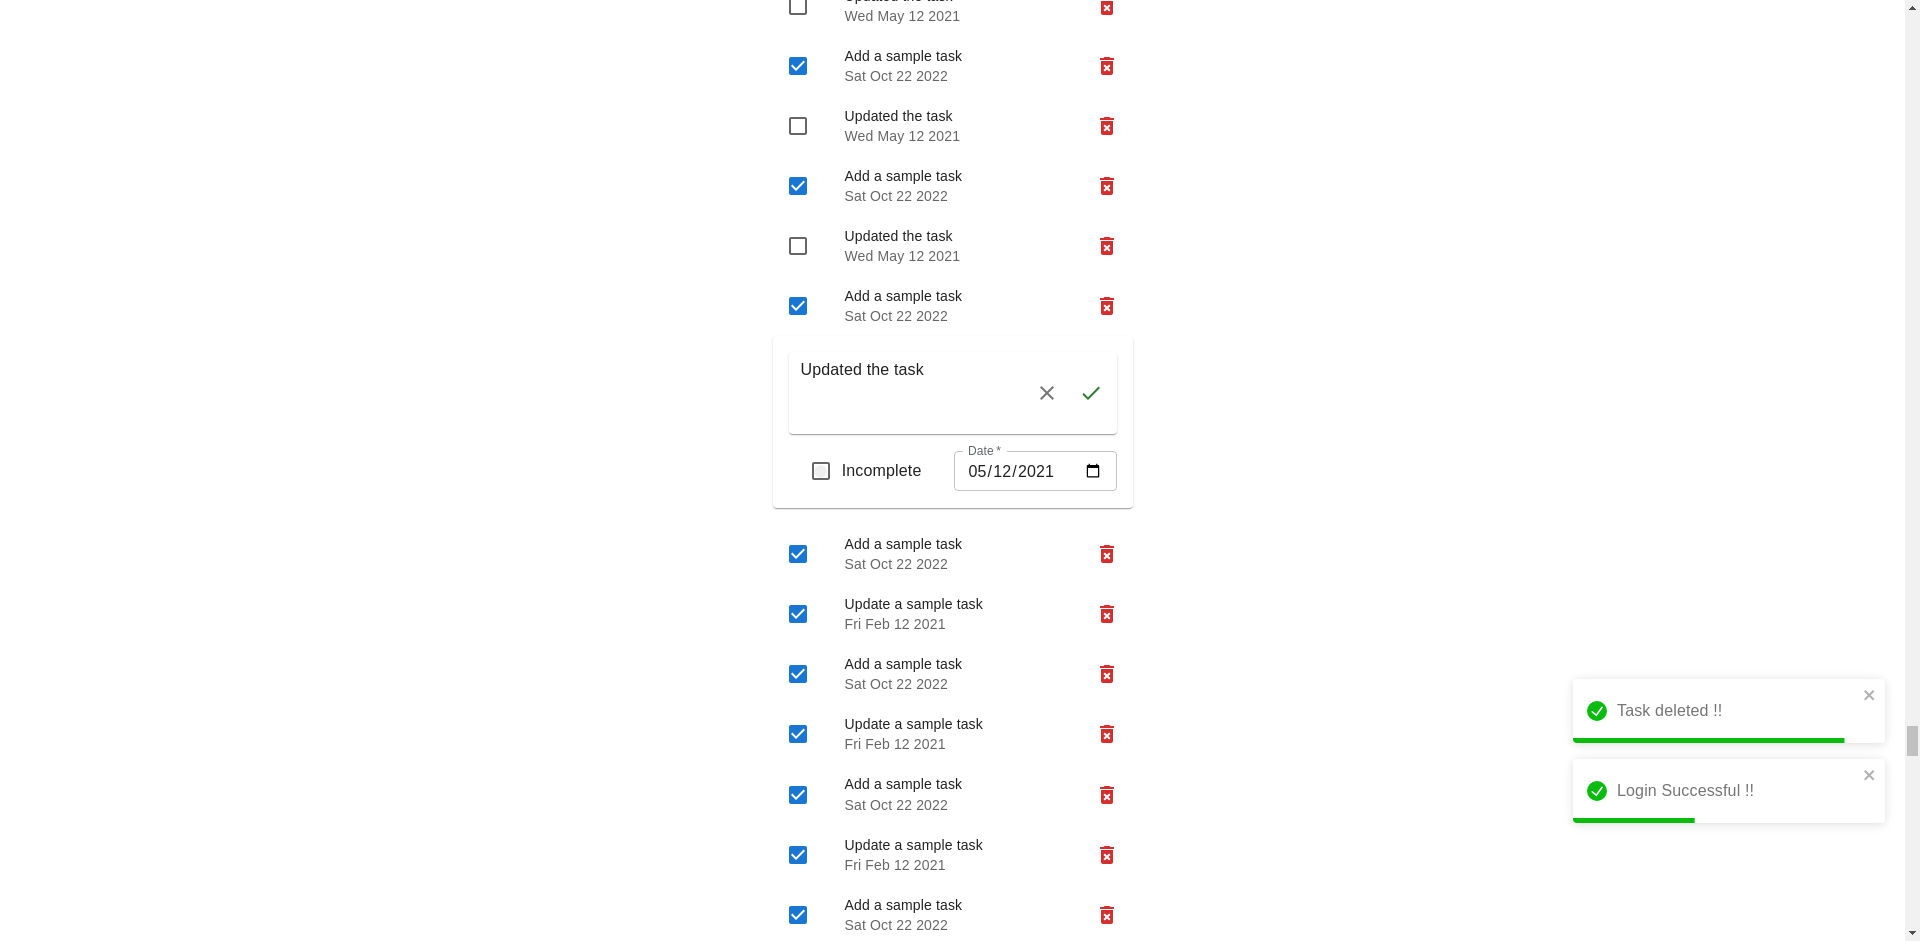 Updated the task
Wed May 12 2021
Add a sample task
Sat Oct 22 2022
Updated the task
Wed May 12 2021
Add a sample task
Sat Oct 22 2022
Updated the task
Wed May 12 2021
Add a sample task
Sat Oct 22 2022
Updated the task
Incomplete
Date *
05/12/2021
Add a sample task
Sat Oct 22 2022
Update a sample task
Fri Feb 12 2021
Add a sample task
Sat Oct 22 2022
Update a sample task
Fri Feb 12 2021
Add a sample task
Sat Oct 22 2022
Update a sample task
Fri Feb 12 2021
Add a sample task
Sat Oct 22 2022
Task deleted !!
Login Successful !!